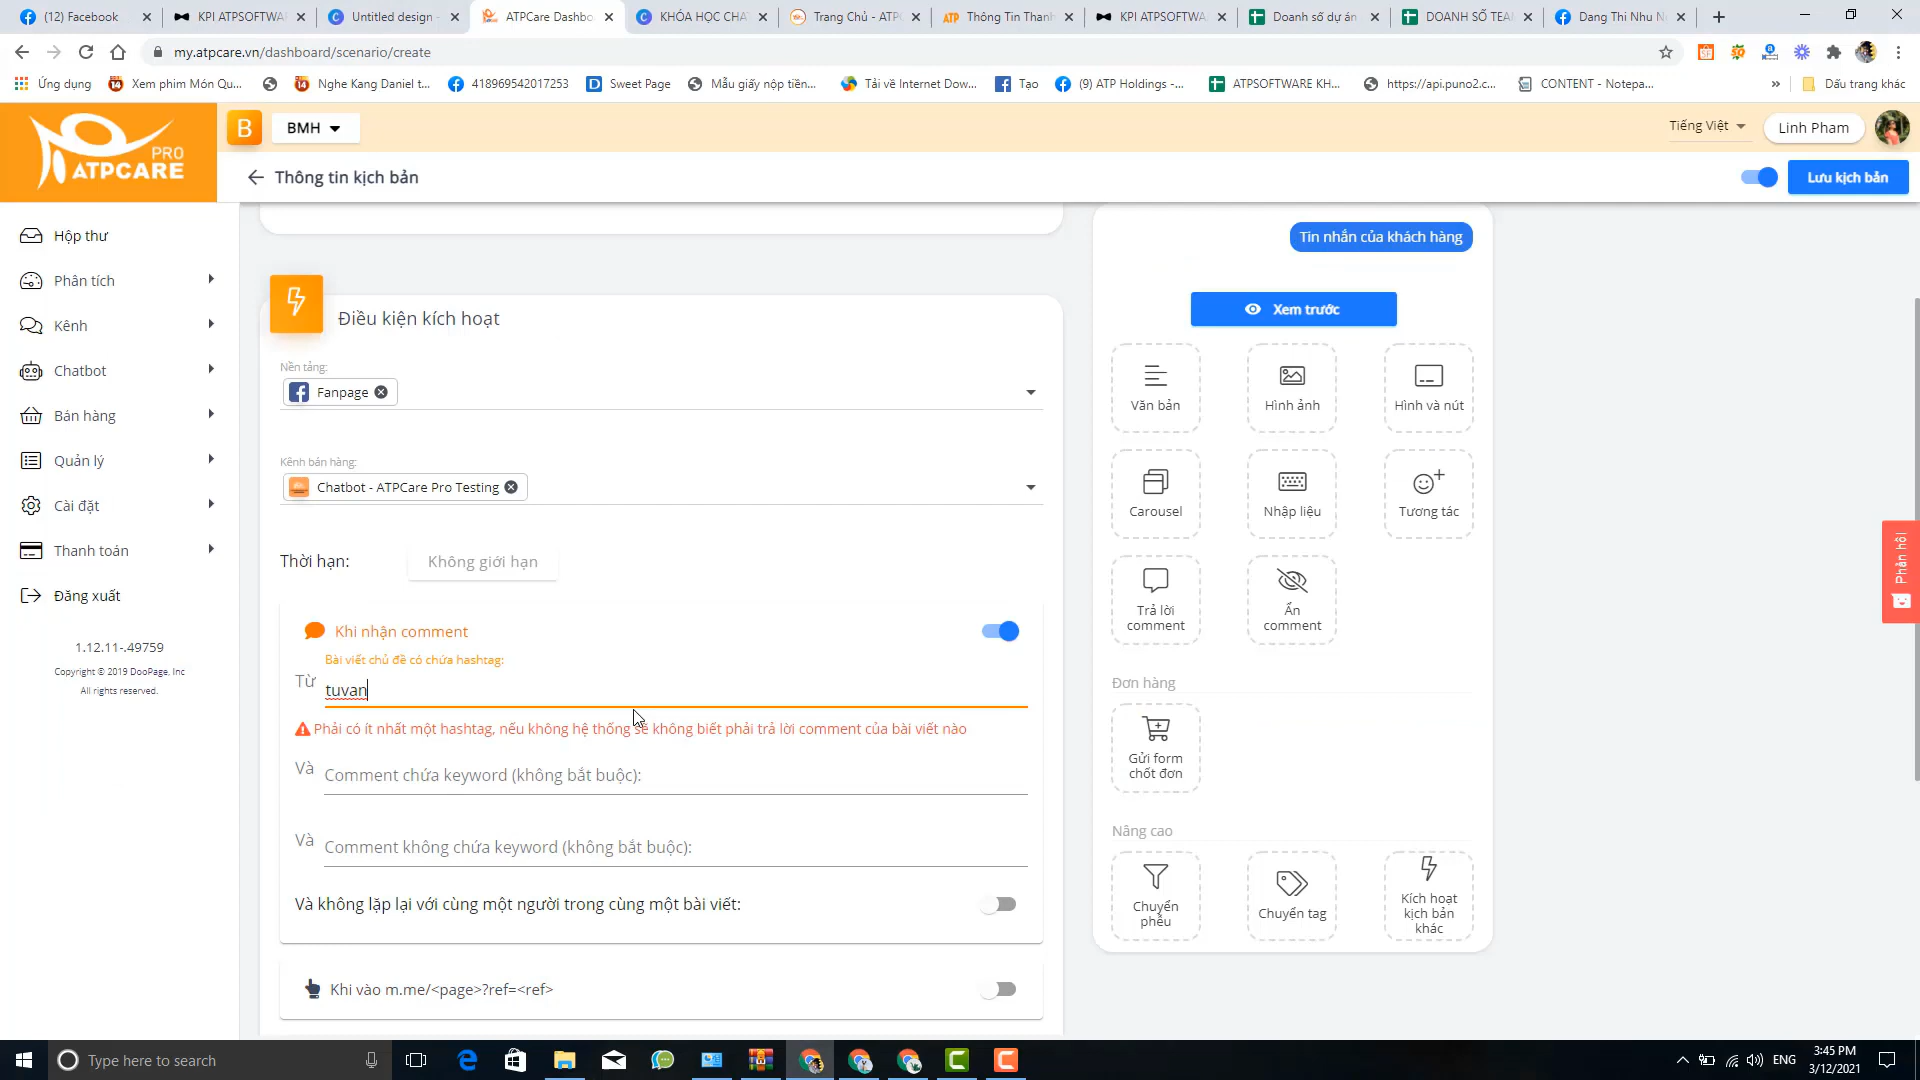 (12) Facebook
KPI ATPSOFTWA
Untitled design -
ATPCare Dashbo
KHÓA HỌC CHA
Trang Chủ - ATPC
ATP
Thông Tin Thanh
KPI ATPSOFTWA
Doanh số dự án
DOANH SỐ TEA
Dang Thi Nhu N
my.atpcare.vn/dashboard/scenario/create
Ứng dụng
Xem phim Món Qu...
Nghe Kang Daniel t...
418969542017253
Sweet Page
Mẫu giấy nộp tiền...
Tải về Internet Dow...
Tạo
(9) ATP Holdings -...
ATPSOFTWARE KH...
https://api.puno2.c...
CONTENT - Notepa...
Dấu trang khác
PRO
ATPCARE
B
BMH
Tiếng Việt
Linh Pham
Thông tin kịch bản
Lưu kịch bản
Hộp thư
Phân tích
Kênh
Chatbot
Bán hàng
Quản lý
Cài đặt
Thanh toán
Đăng xuất
1.12.11-.49759
Copyright © 2019 DooPage, Inc
All rights reserved.
Điều kiện kích hoạt
Nền tảng:
Fanpage
Kênh bán hàng:
Chatbot - ATPCare Pro Testing
Thời hạn:
Không giới hạn
Khi nhận comment
Bài viết chủ đề có chứa hashtag:
Từ
tuvan
Phải có ít nhất một hashtag, nếu không hệ thống sẽ không biết phải trả lời comment của bài viết nào
Và
Comment chứa keyword (không bắt buộc):
Và
Comment không chứa keyword (không bắt buộc):
Và không lặp lại với cùng một người trong cùng một bài viết:
Khi vào m.me/<page>?ref=<ref>
Tin nhắn của khách hàng
Xem trước
Văn bản
Hình ảnh
Hình và nút
Carousel
Nhập liệu
Tương tác
Trả lời
comment
Ẩn
comment
Đơn hàng
Gửi form
chốt đơn
Nâng cao
Chuyển
phễu
Chuyển tag
Kích hoạt
kịch bản
khác
Phản hồi
Type here to search
ENG
3:45 PM
3/12/2021